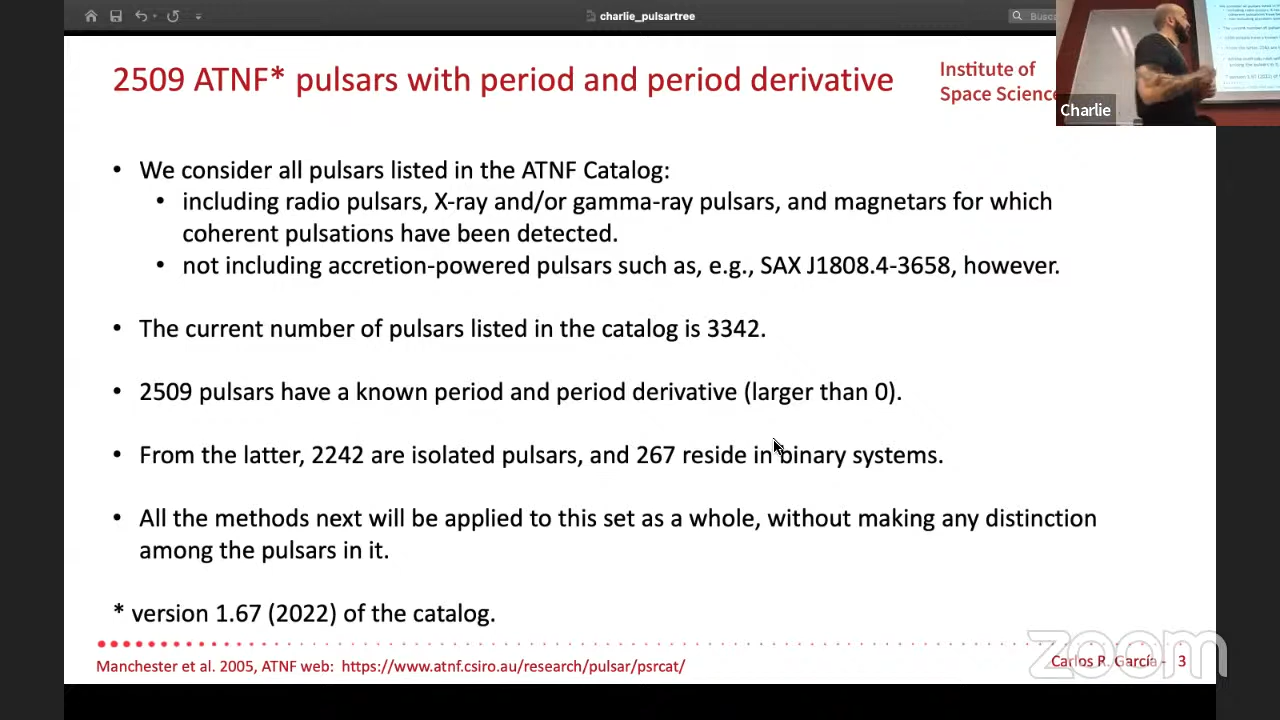 charlie_pulsartree
Busc
2509 ATNF* pulsars with period and period derivative
Institute of
Space Science
Charlie
• We consider all pulsars listed in the ATNF Catalog:
• including radio pulsars, X-ray and/or gamma-ray pulsars, and magnetars for which
coherent pulsations have been detected.
• not including accretion-powered pulsars such as, e.g., SAX J1808.4-3658, however.
• The current number of pulsars listed in the catalog is 3342.
• 2509 pulsars have a known period and period derivative (larger than 0).
• From the latter, 2242 are isolated pulsars, and 267 reside in binary systems.
• All the methods next will be applied to this set as a whole, without making any distinction
among the pulsars in it.
* version 1.67 (2022) of the catalog.
Manchester et al. 2005, ATNF web: https://www.atnf.csiro.au/research/pulsar/psrcat/
Carlos R. García - 3
zoom